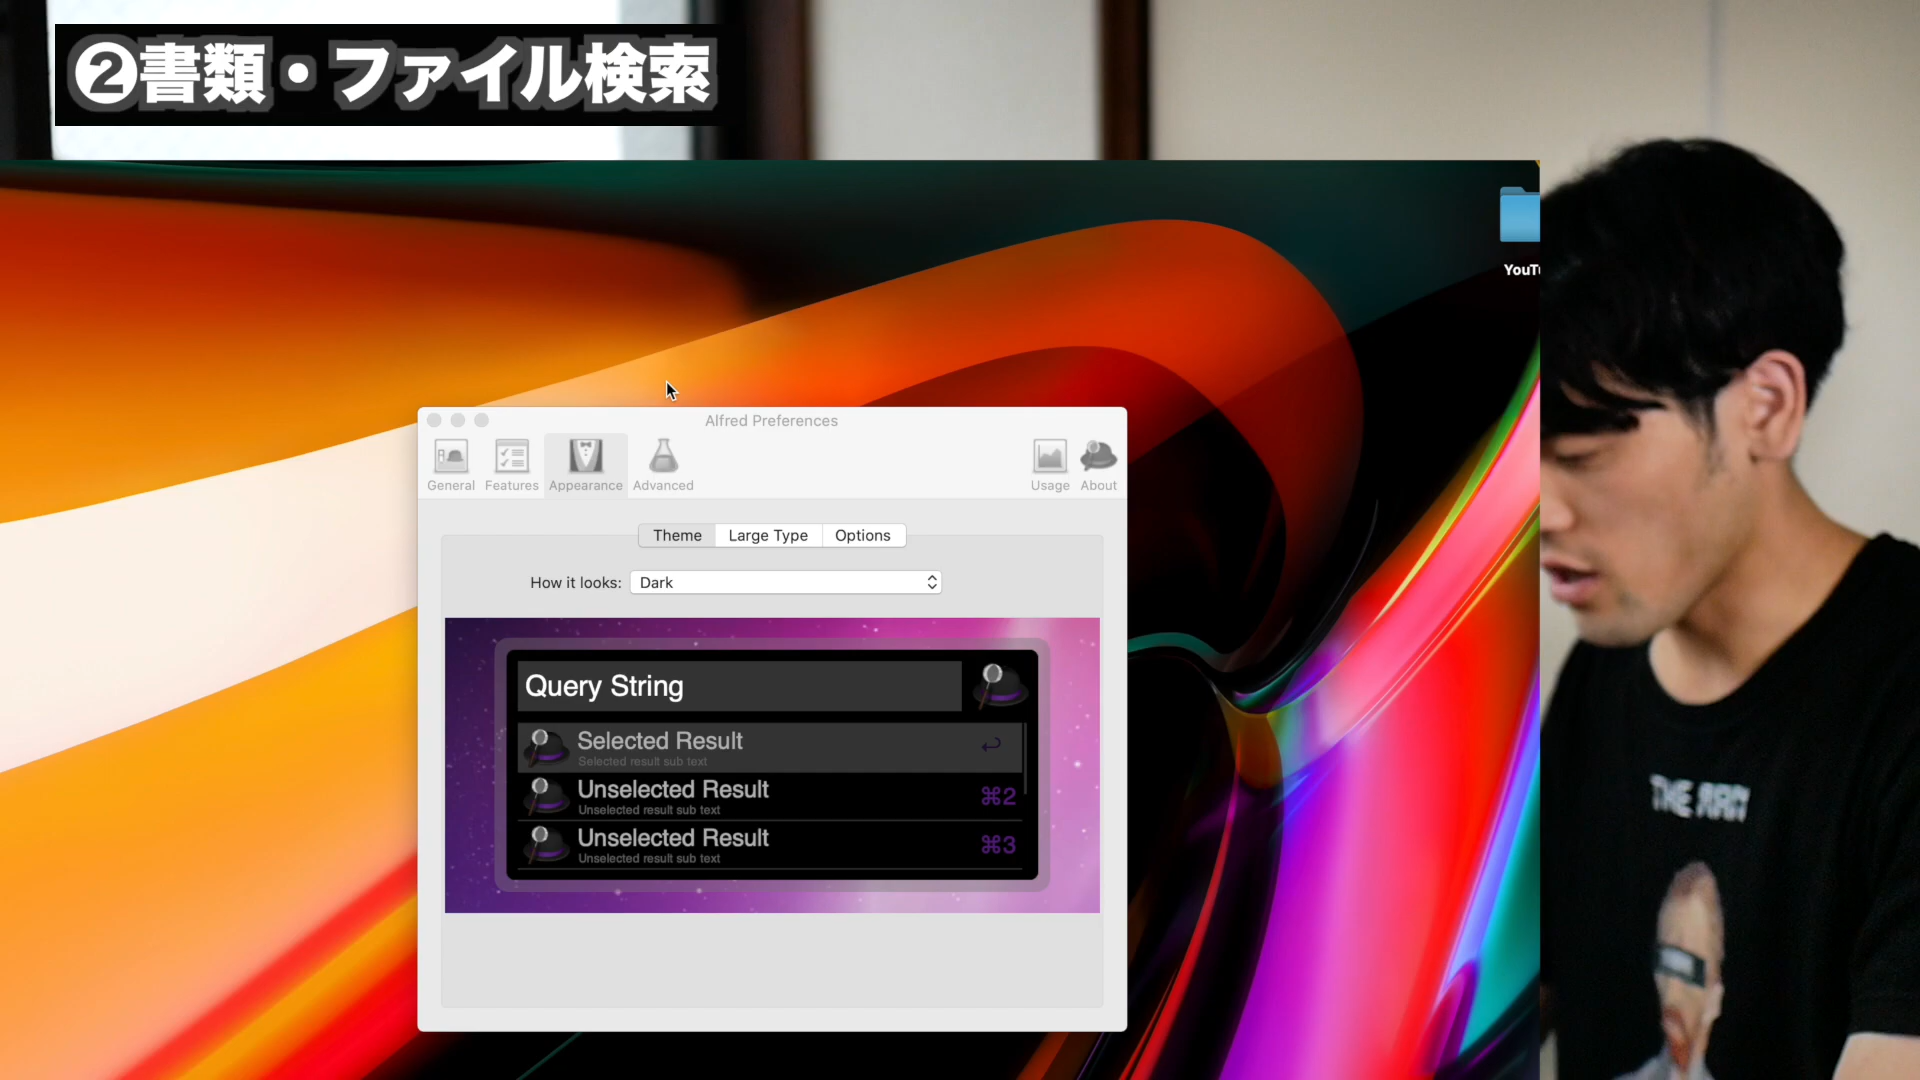 ②書類・ファイル検索
YouT
Alfred Preferences
General Features Appearance Advanced Usage About
Theme Large Type Options
How it looks: Dark
Query String
Selected Result
Selected result sub text
Unselected Result ⌘2
Unselected result sub text
Unselected Result ⌘3
Unselected result sub text
THE